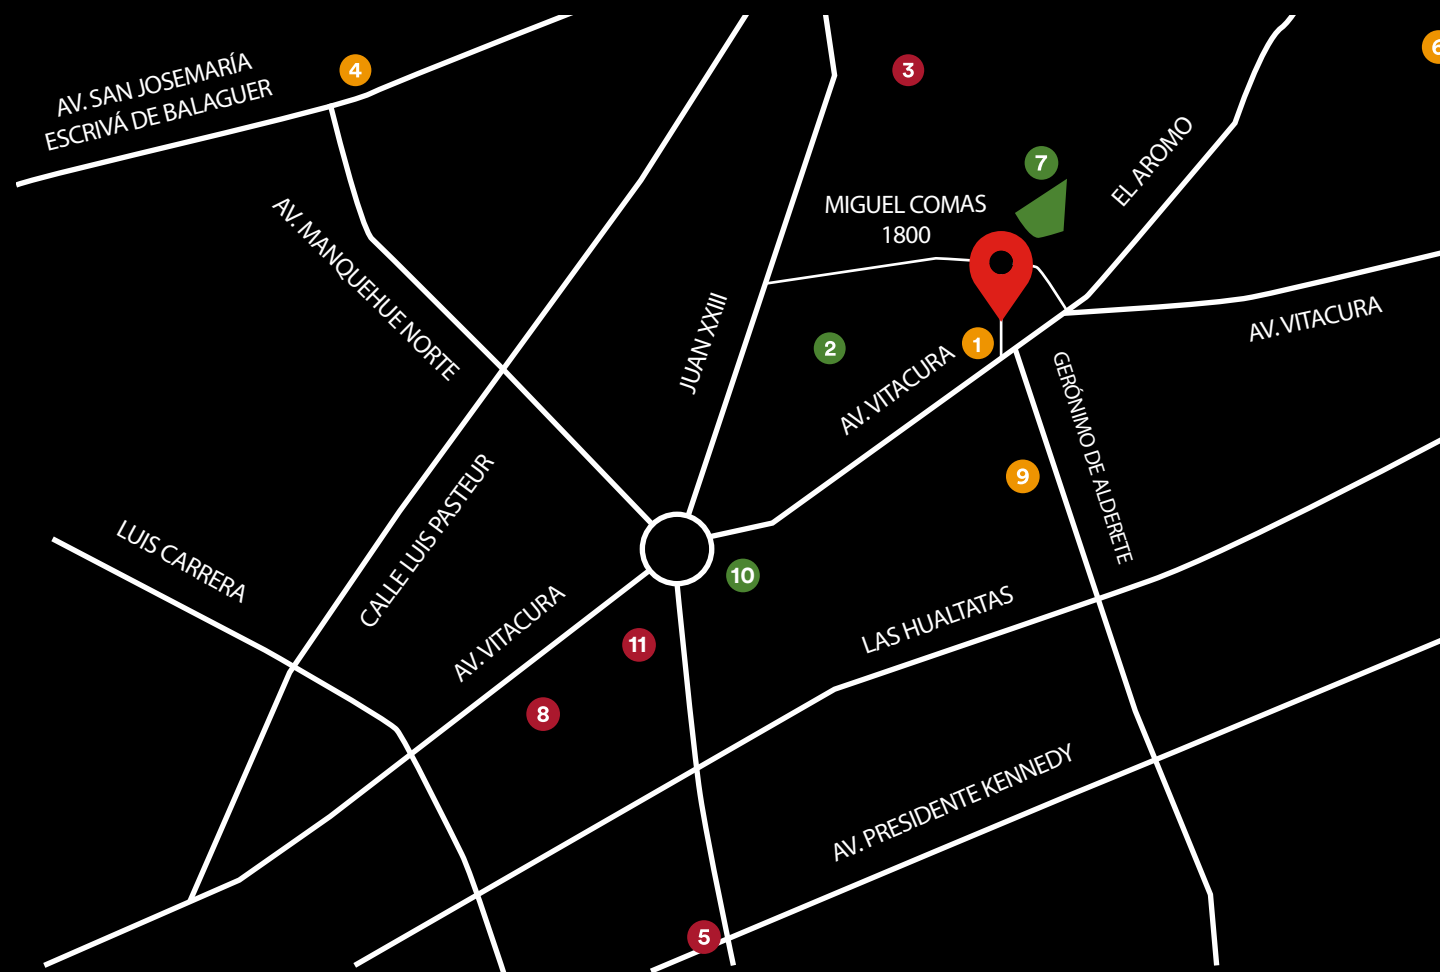 AV. SAN JOSEMARÍA
ESCRIVÁ DE BALAGUER
4
3
6
7
EL AROMO
MIGUEL COMAS
1800
AV. MANQUEHUE NORTE
JUAN XXIII
2
1
AV. VITACURA
AV. VITACURA
GERÓNIMO DE ALDERETE
9
CALLE LUIS PASTEUR
LUIS CARRERA
10
AV. VITACURA
11
LAS HUALTATAS
8
AV. PRESIDENTE KENNEDY
5